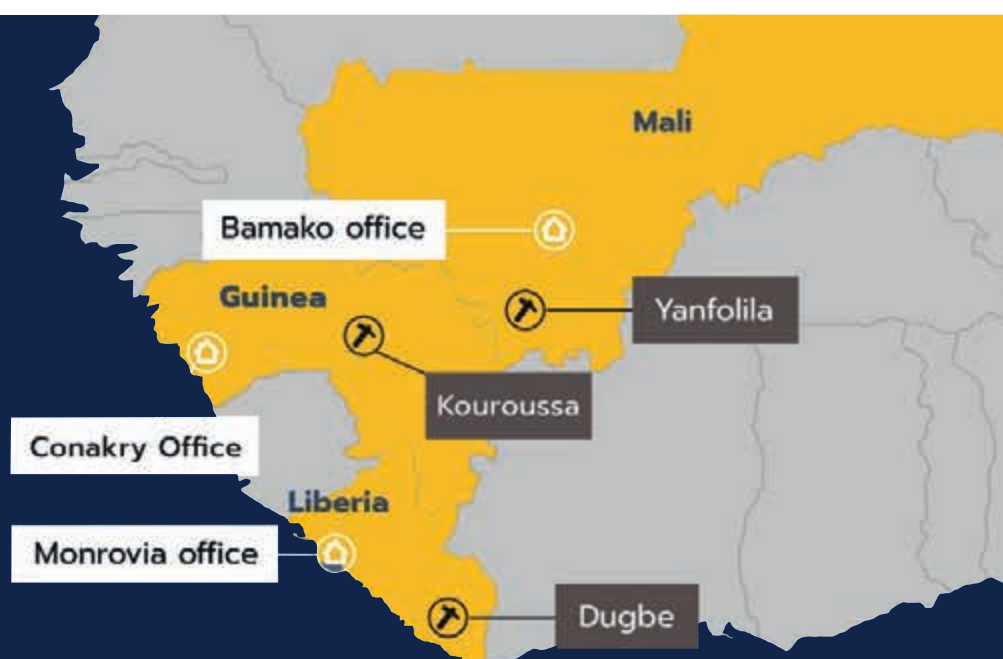 Mali
Bamako office
Guinea
Yanfolila
Kouroussa
Conakry Office
Liberia
Monrovia office
Dugbe